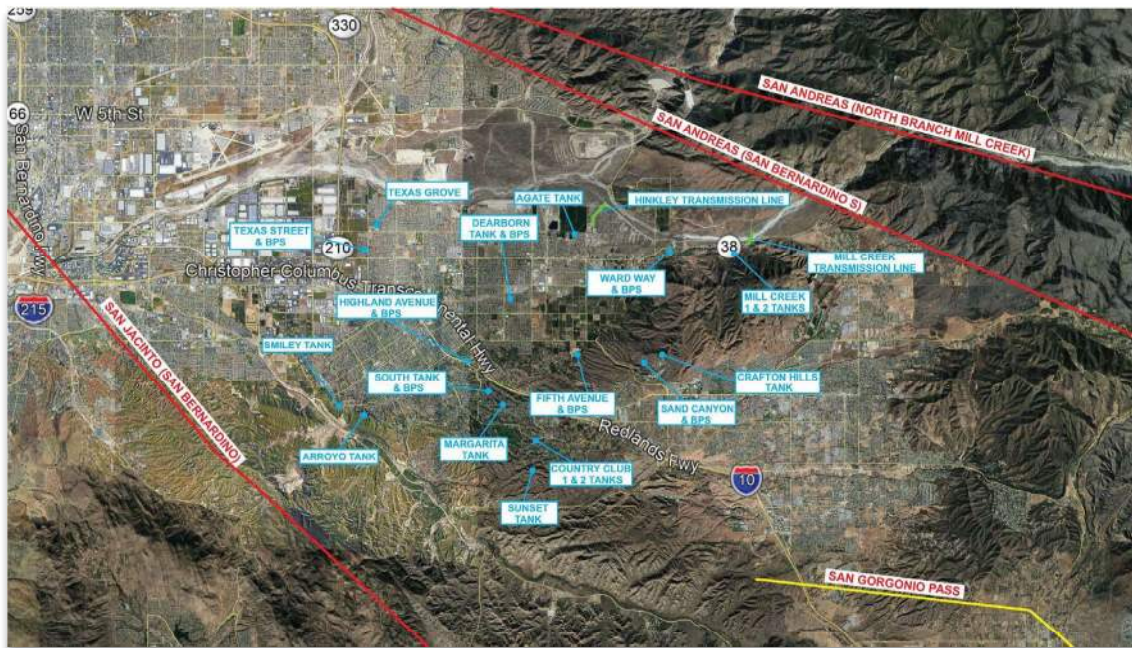 259
330
SAN ANDREAS (NORTH BRANCH MILL CREEK)
66
W 5th St
SAN ANDREAS (SAN BERNARDINO S)
San Bernardino Hwy
TEXAS GROVE
AGATE TANK
HINKLEY TRANSMISSION LINE
DEARBORN
TANK & BPS
TEXAS STREET
& BPS
210
38
MILL CREEK
TRANSMISSION LINE
WARD WAY
& BPS
Christopher Columbus Transcontinental Hwy
HIGHLAND AVENUE
& BPS
MILL CREEK
1 & 2 TANKS
215
SMILEY TANK
SAN JACINTO (SAN BERNARDINO)
SOUTH TANK
& BPS
CRAFTON HILLS
TANK
FIFTH AVENUE
& BPS
SAND CANYON
& BPS
MARGARITA
TANK
Redlands Fwy
ARROYO TANK
COUNTRY CLUB
1 & 2 TANKS
10
SUNSET
TANK
SAN GORGONIO PASS